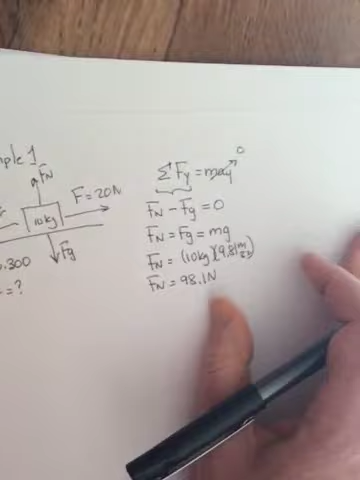 ple 1
ΣFy = may → 0
FN
F = 20N
10kg
FN - Fg = 0
Fg
FN = Fg = mg
.300
FN = (10kg)(9.81 m/s²)
= ?
FN = 98.1N